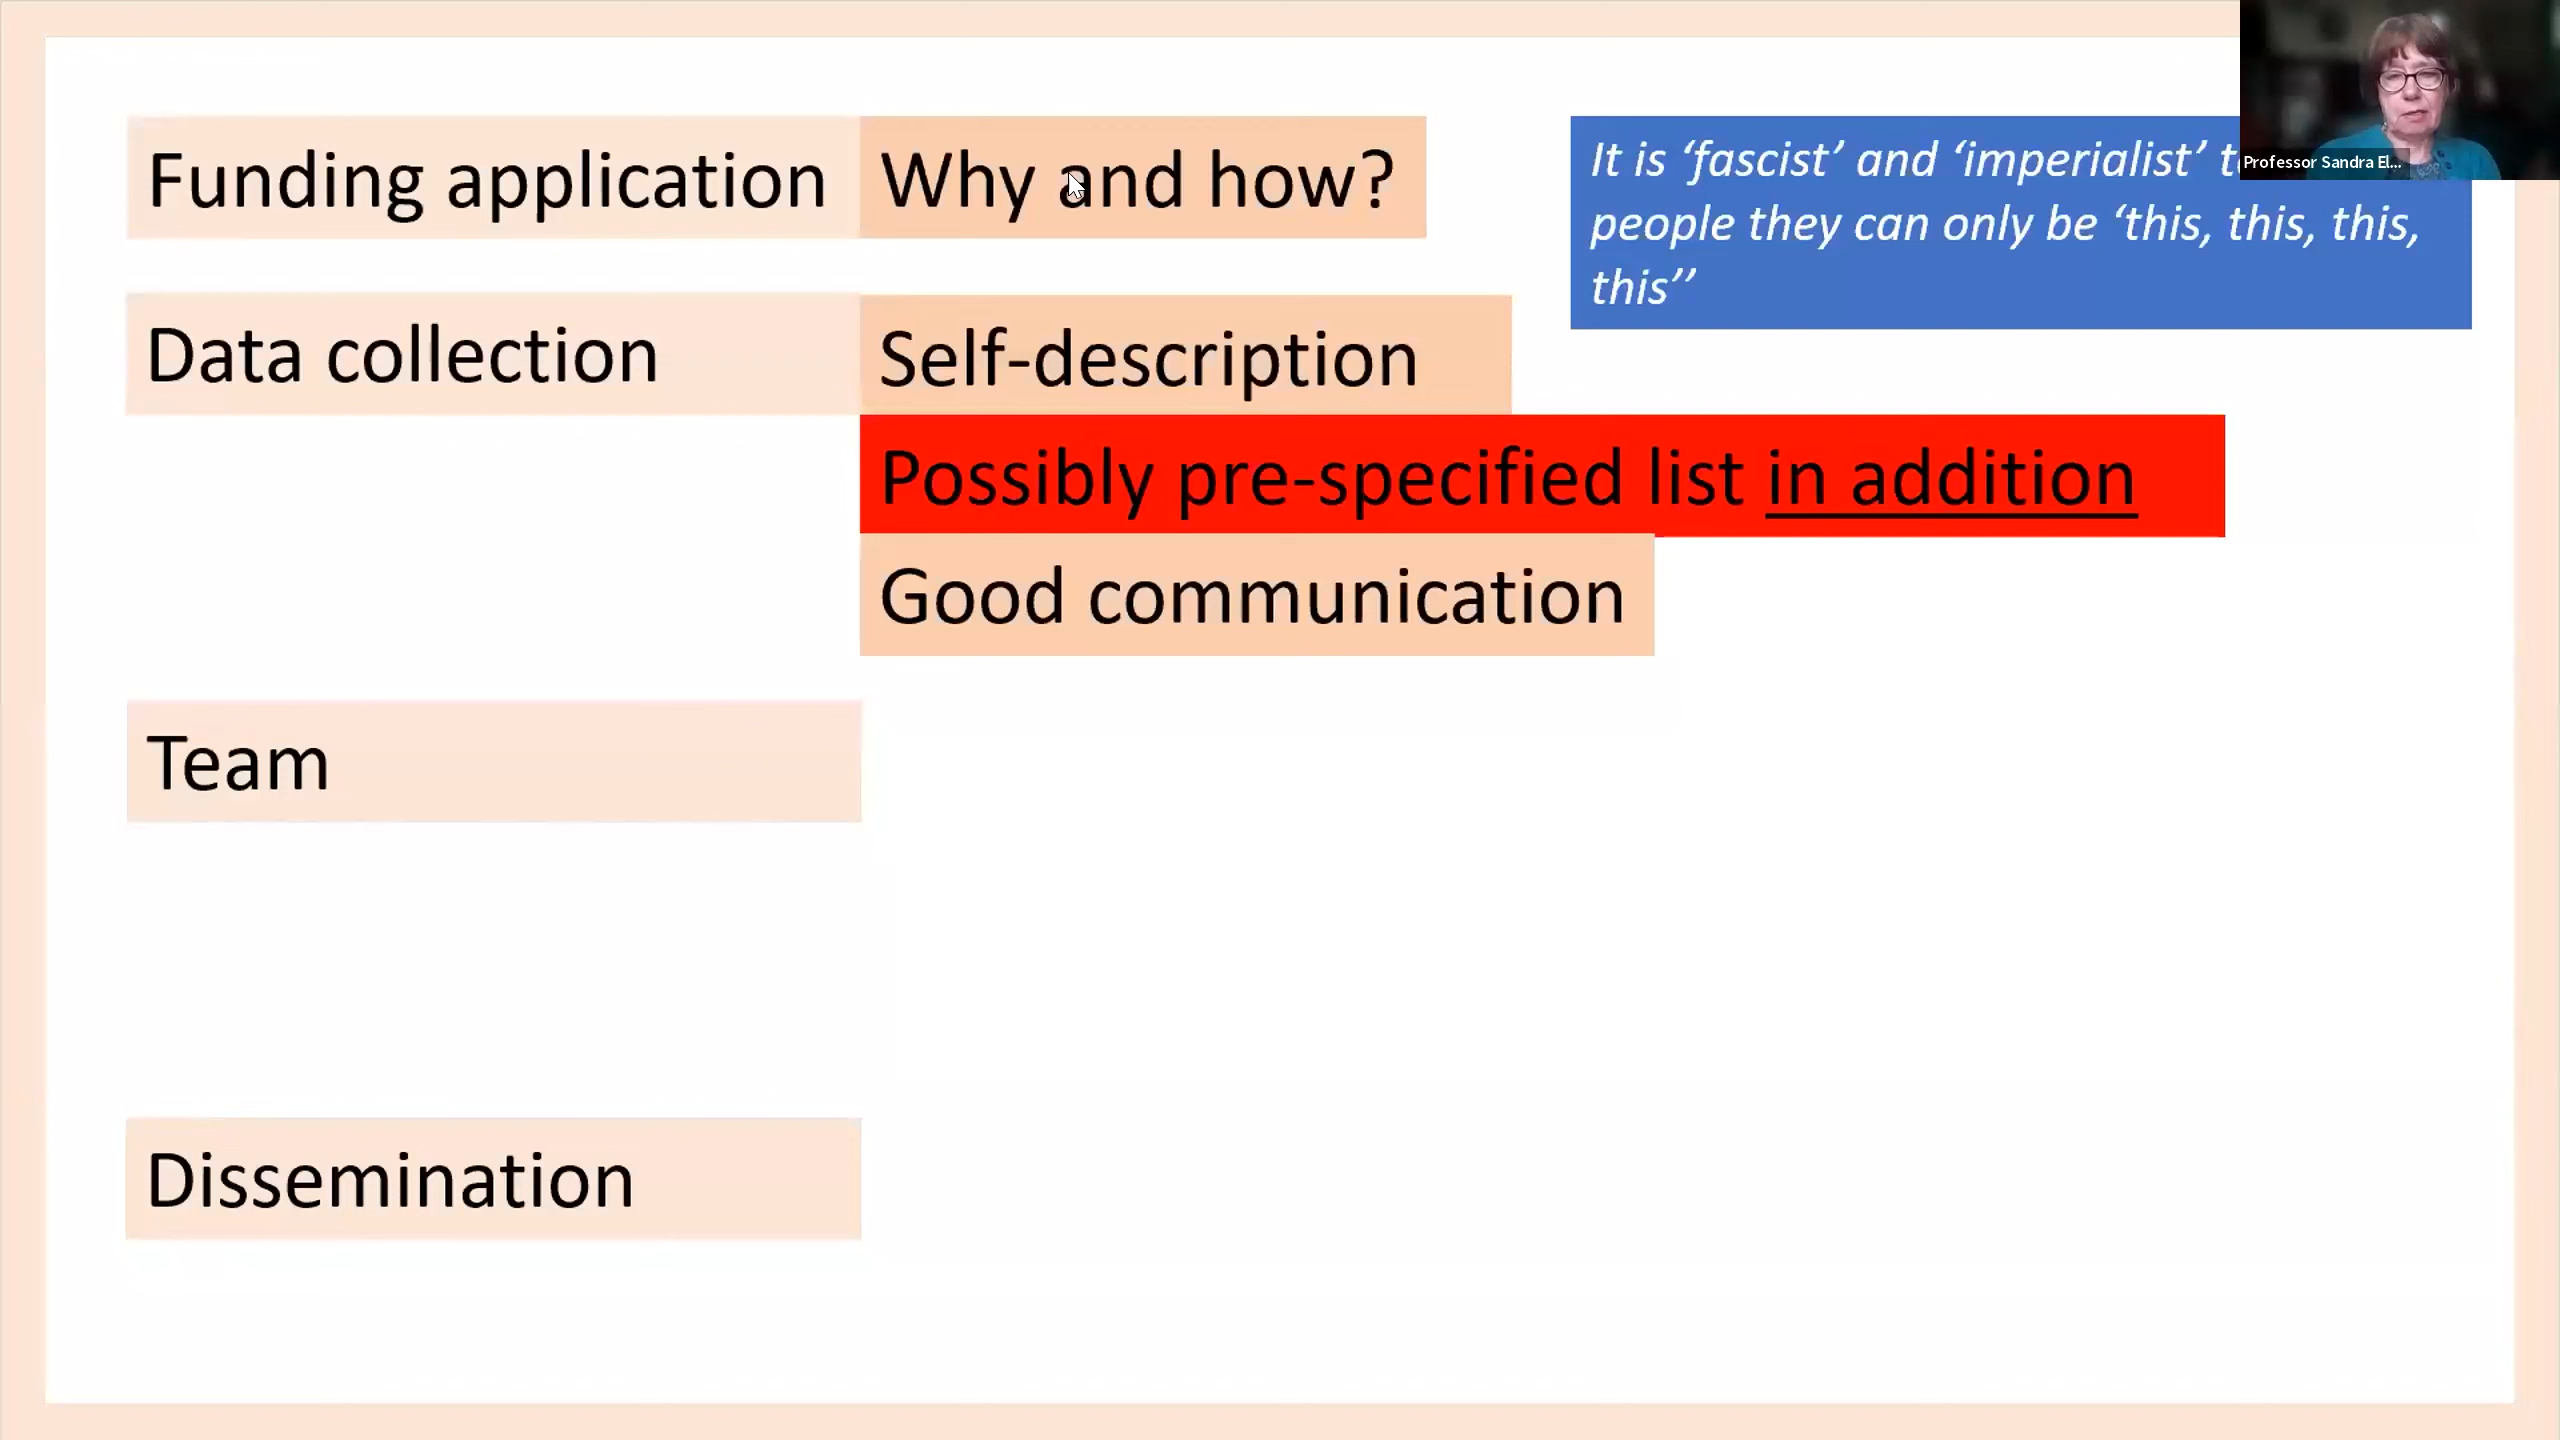 Funding application
Why and how?
It is ‘fascist’ and ‘imperialist’
people they can only be ‘this, this, this,
this’’
Professor Sandra El...
Data collection
Self-description
Possibly pre-specified list in addition
Good communication
Team
Dissemination